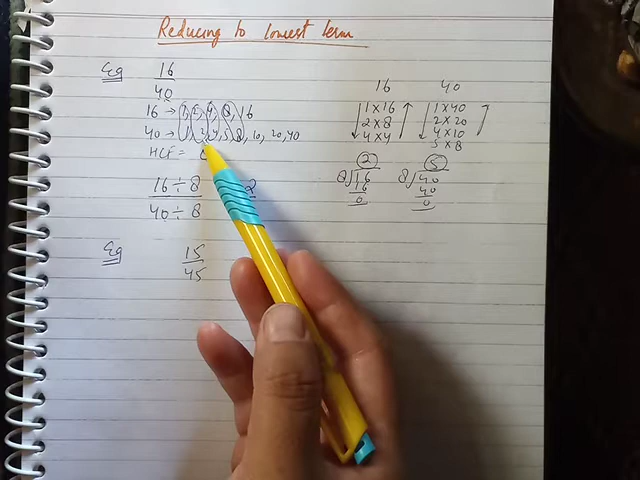 Reducing to lowest term
Eg 16
40
16 → 1, 2, 4, 8, 16
40 → 1, 2, 4, 5, 8, 10, 20, 40
HCF =
16 ÷ 8 2
40 ÷ 8
Eg 15
45
16 40
1 × 16 1 × 40
2 × 8 2 × 20
4 × 4 4 × 10
5 × 8
2 5
8 16 8 40
16 40
0 0